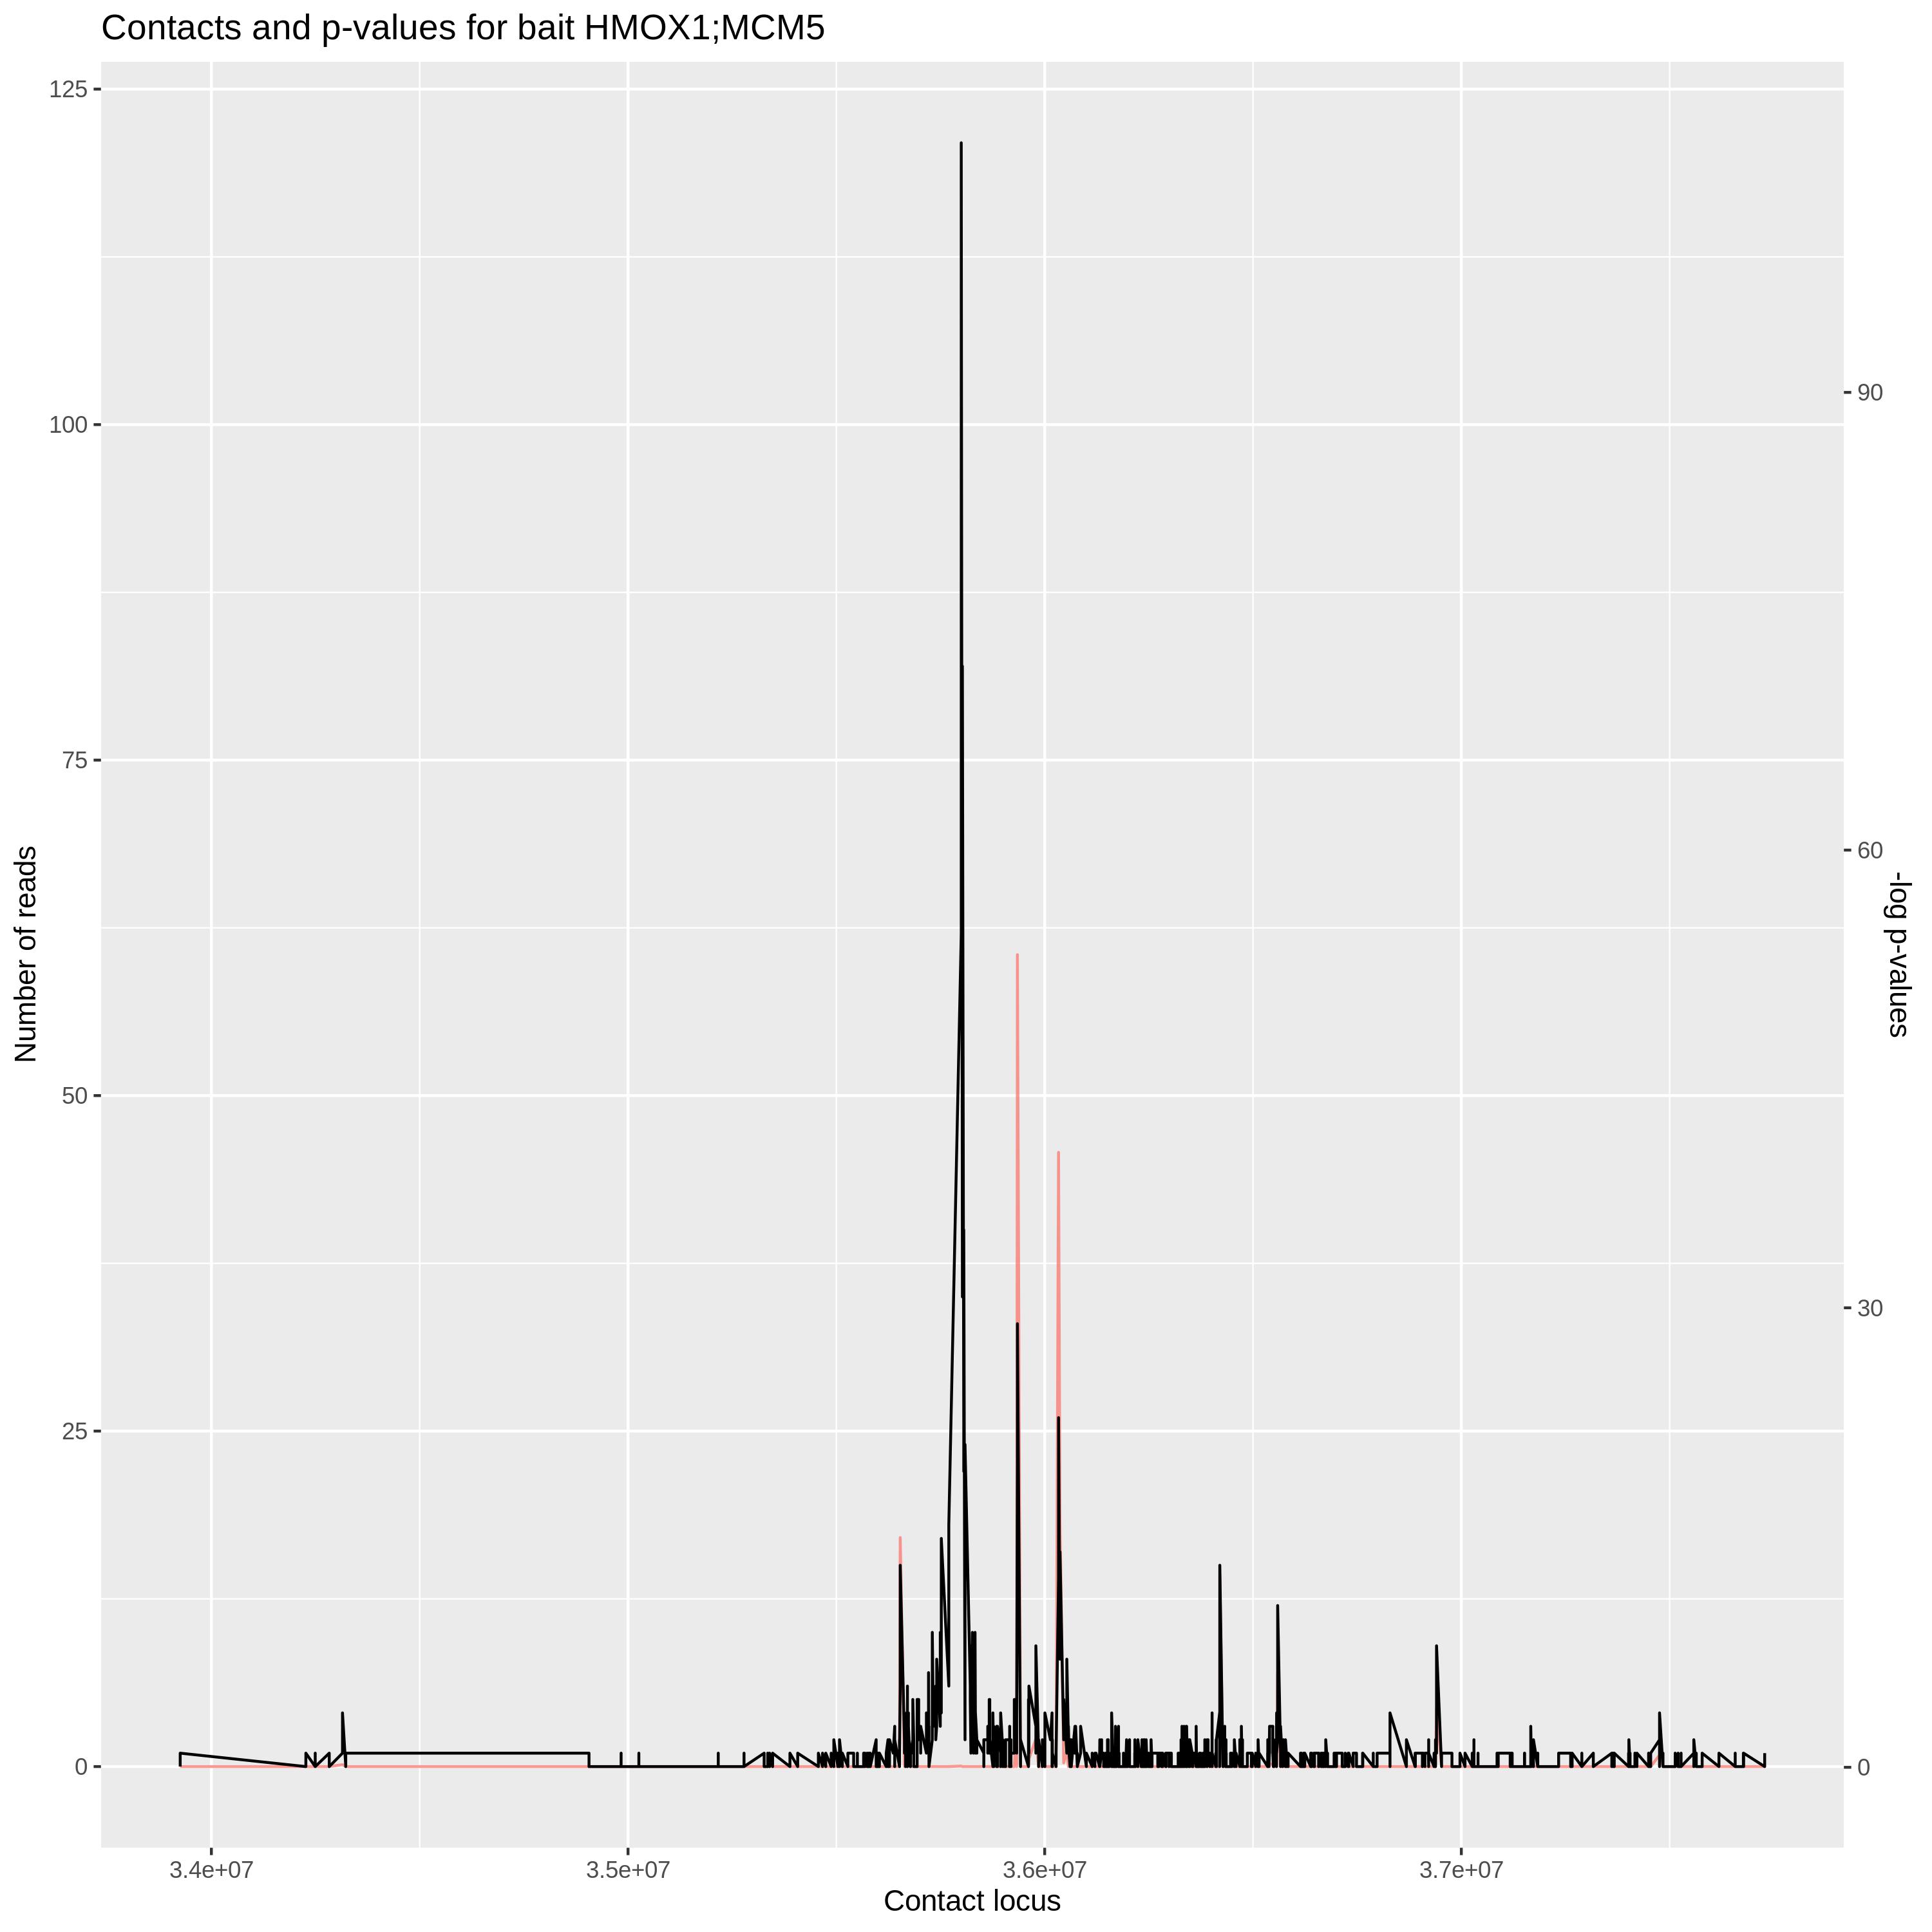 Contacts and p-values for bait HMOX1;MCM5
125
100
75
50
25
0
90
60
30
0
Number of reads
-log p-values
3.4e+07
3.5e+07
3.6e+07
3.7e+07
Contact locus